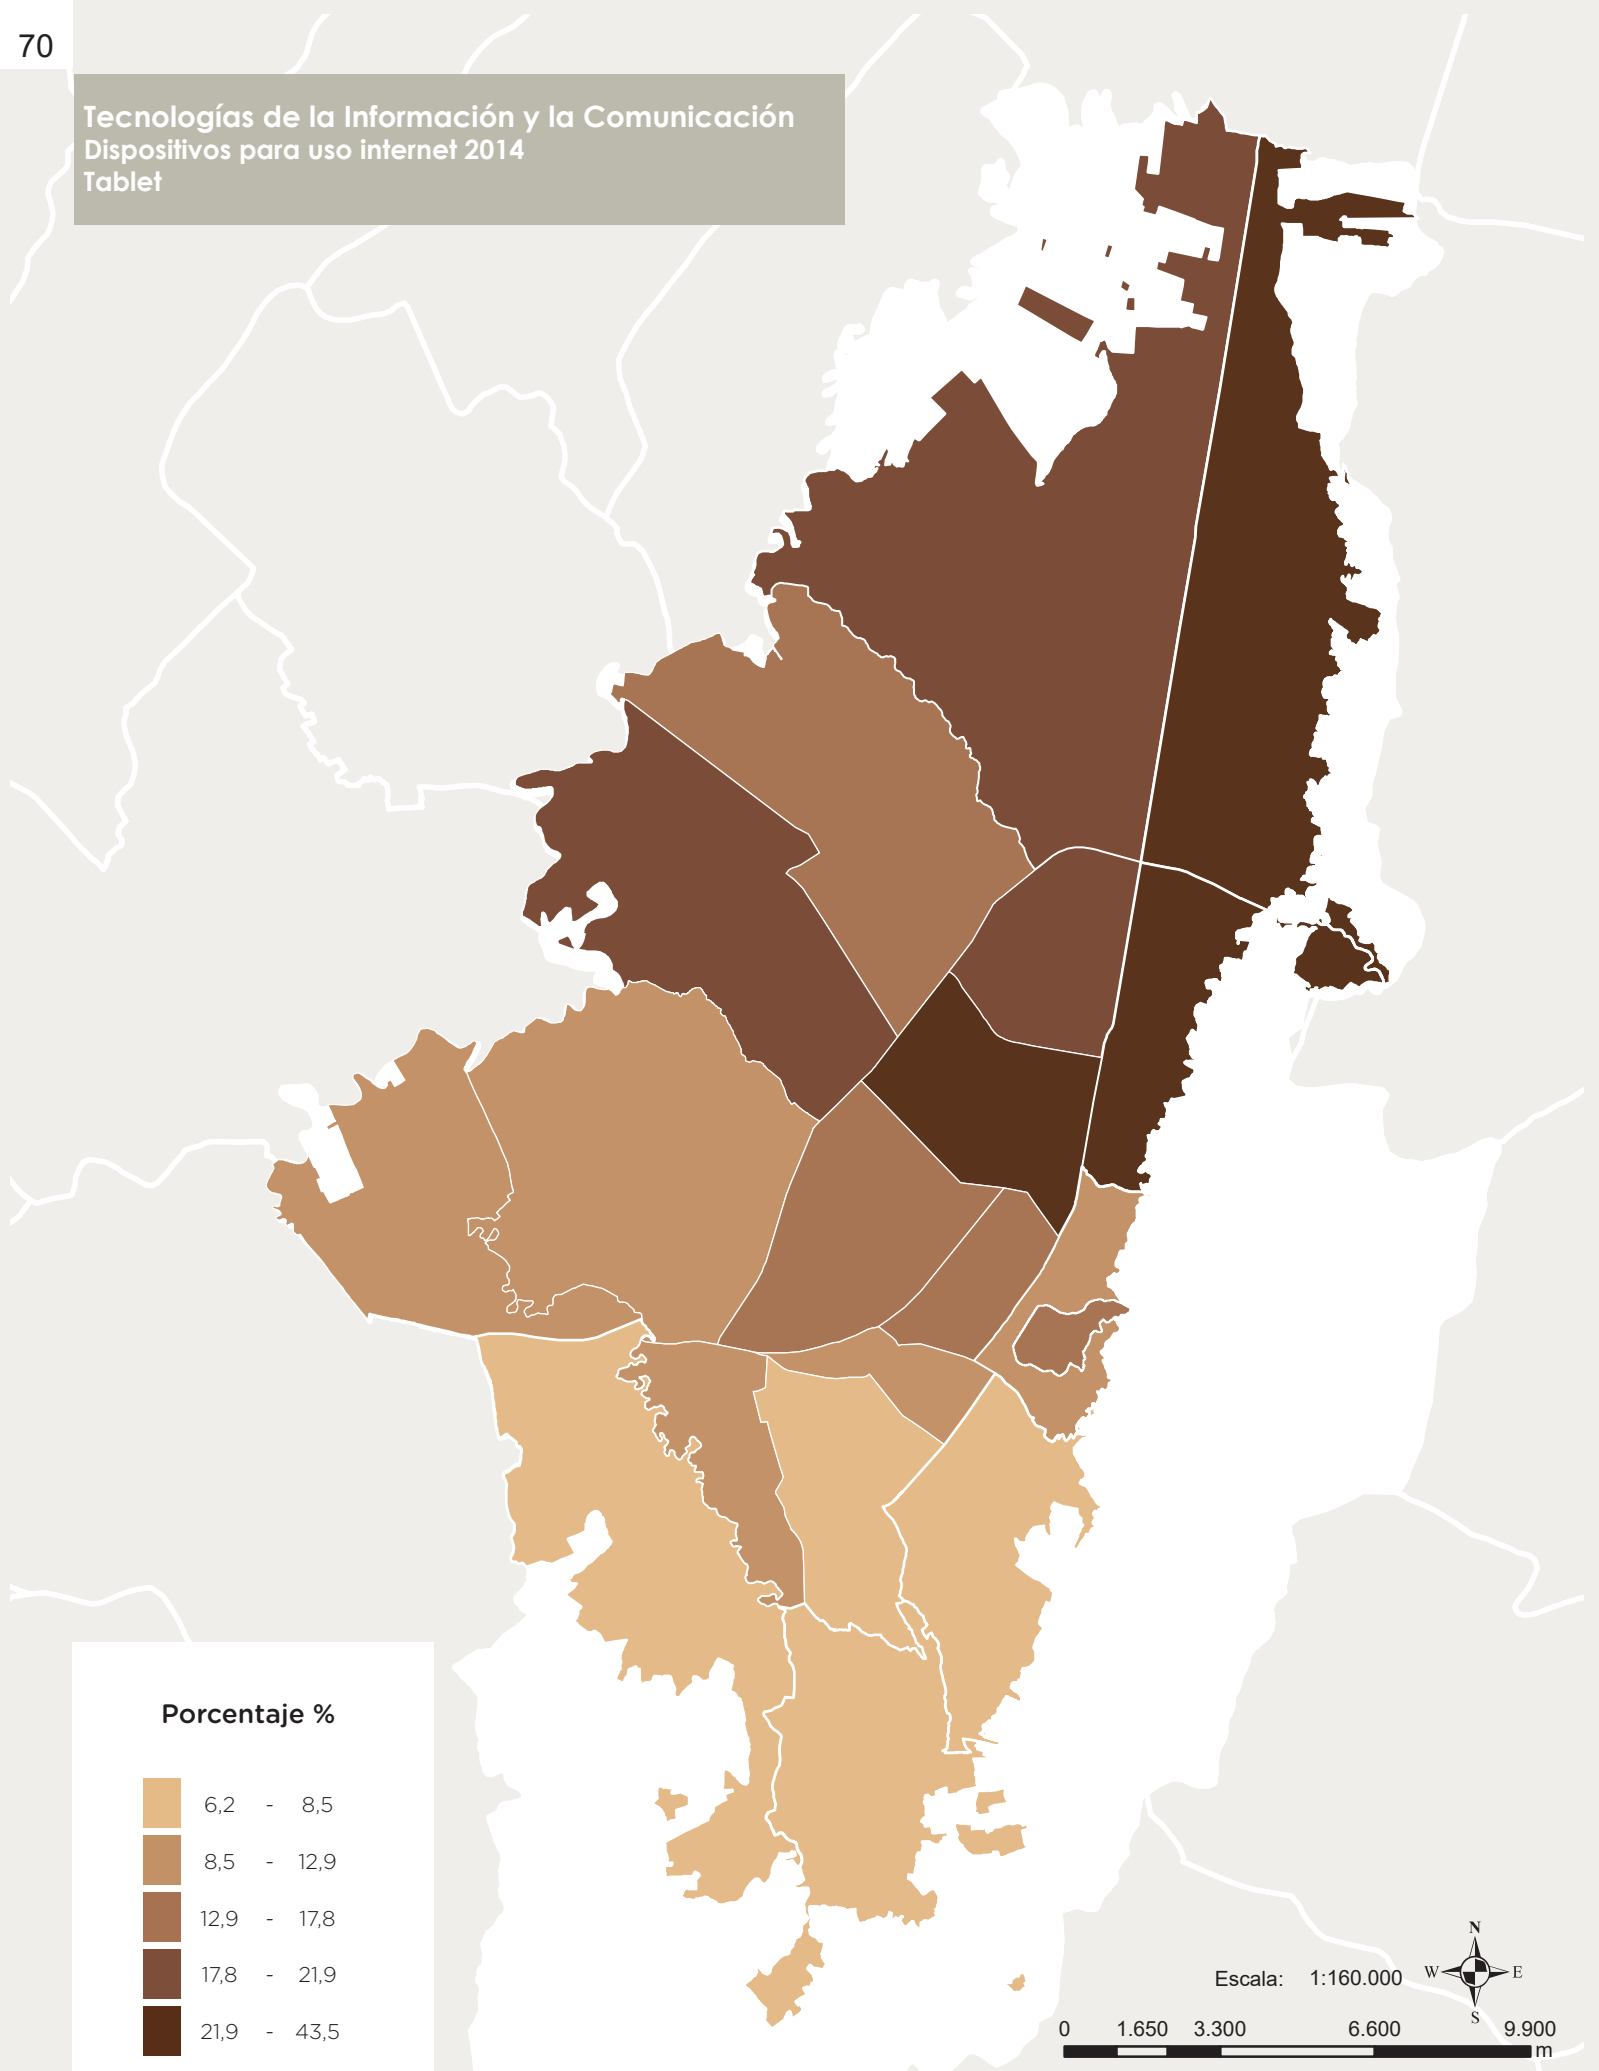 70
Tecnologías de la Información y la Comunicación
Dispositivos para uso internet 2014
Tablet
Porcentaje %
6,2 - 8,5
8,5 - 12,9
12,9 - 17,8
17,8 - 21,9
21,9 - 43,5
Escala: 1:160.000
N
W E
S
0 1.650 3.300 6.600 9.900
m